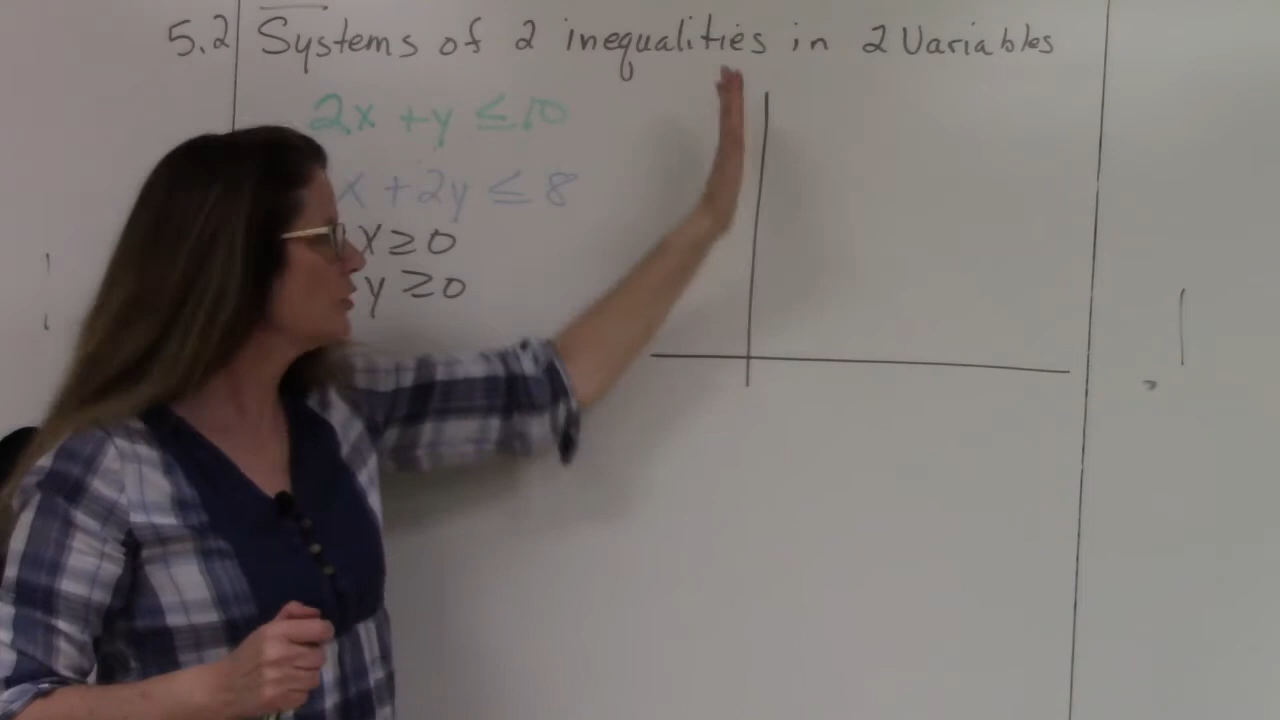 5.2 Systems of 2 inequalities in 2 Variables
2x + y ≤ 10
x + 2y ≤ 8
x ≥ 0
y ≥ 0